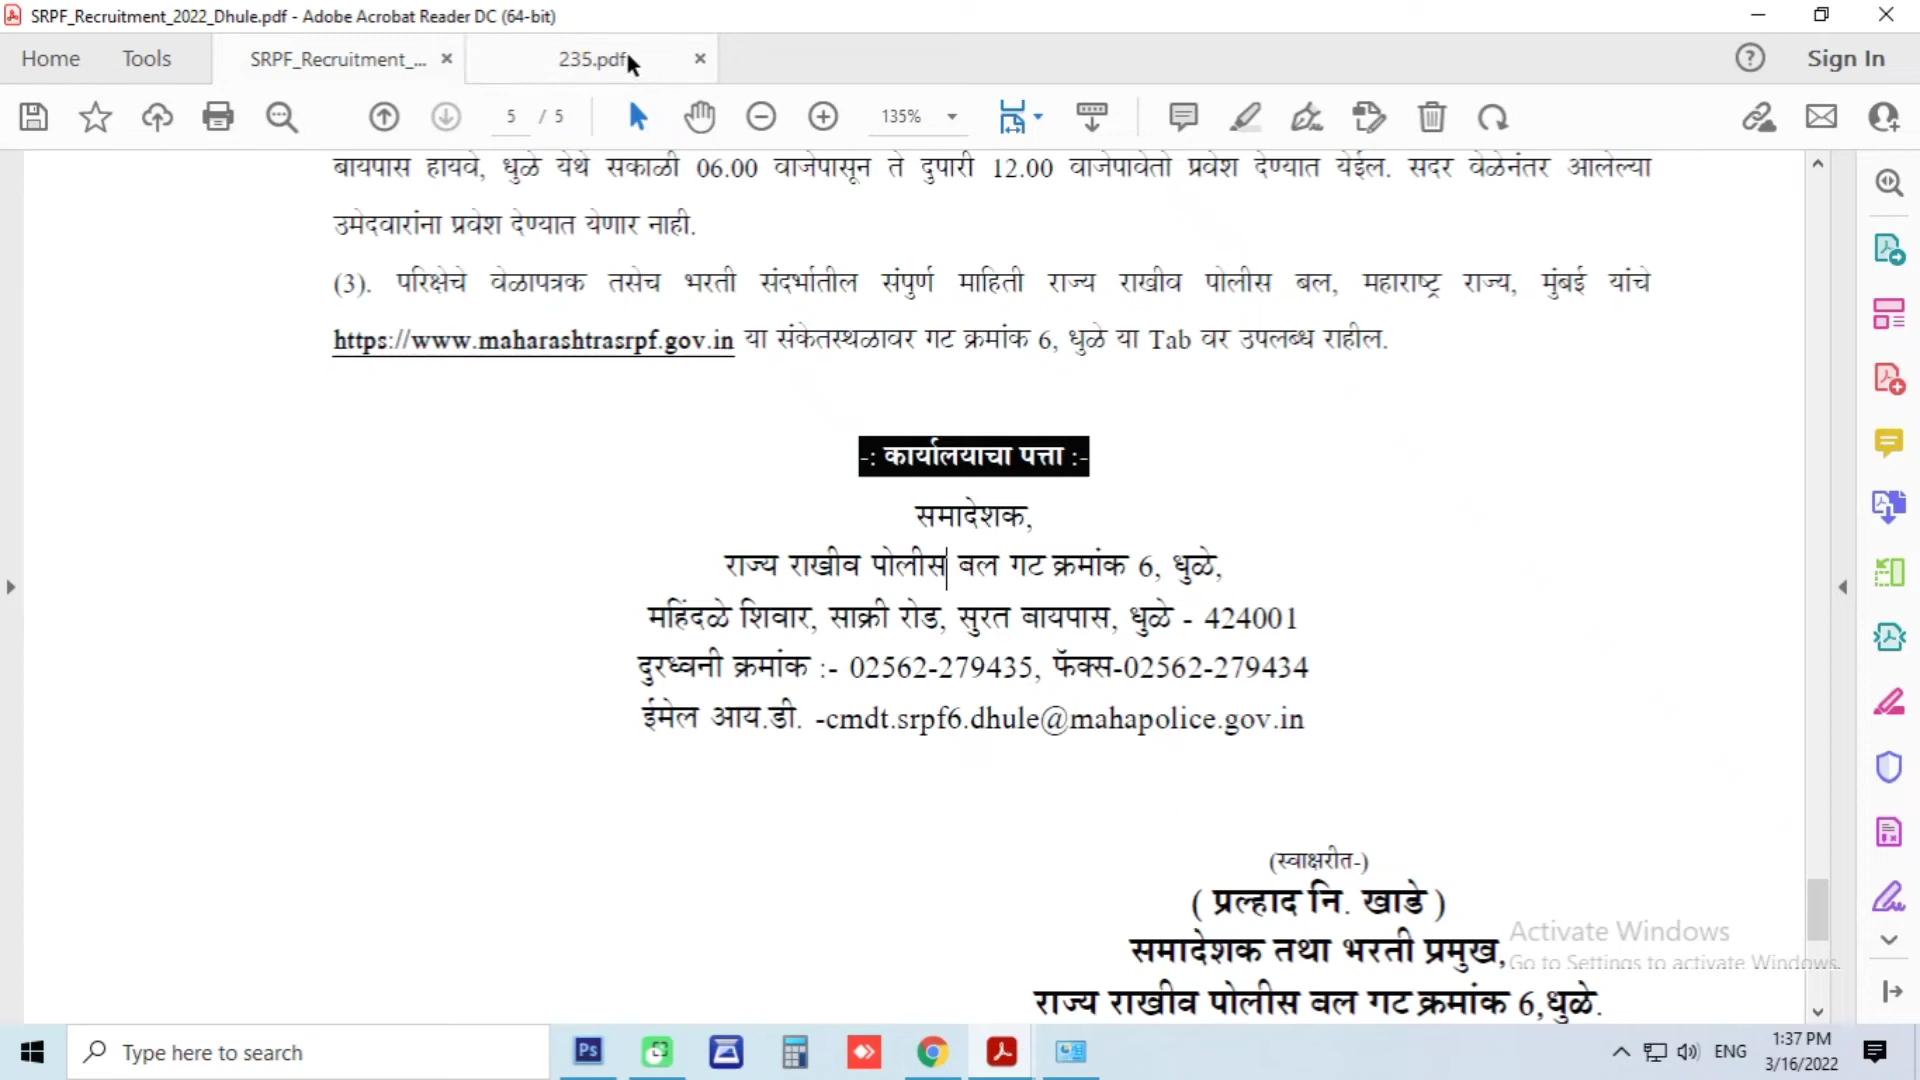 SRPF_Recruitment_2022_Dhule.pdf - Adobe Acrobat Reader DC (64-bit)
Home Tools SRPF_Recruitment_... 235.pdf Sign In
5 / 5 135%
बायपास हायवे, धुळे येथे सकाळी 06.00 वाजेपासून ते दुपारी 12.00 वाजेपावेतो प्रवेश देण्यात येईल. सदर वेळेनंतर आलेल्या
उमेदवारांना प्रवेश देण्यात येणार नाही.
(3). परिक्षेचे वेळापत्रक तसेच भरती संदर्भातील संपुर्ण माहिती राज्य राखीव पोलीस बल, महाराष्ट्र राज्य, मुंबई यांचे
https://www.maharashtrasrpf.gov.in या संकेतस्थळावर गट क्रमांक 6, धुळे या Tab वर उपलब्ध राहील.
-: कार्यालयाचा पत्ता :-
समादेशक,
राज्य राखीव पोलीस बल गट क्रमांक 6, धुळे,
महिंदळे शिवार, साक्री रोड, सुरत बायपास, धुळे - 424001
दुरध्वनी क्रमांक :- 02562-279435, फॅक्स-02562-279434
ईमेल आय.डी. -cmdt.srpf6.dhule@mahapolice.gov.in
(स्वाक्षरीत-)
( प्रल्हाद नि. खाडे )
समादेशक तथा भरती प्रमुख,
राज्य राखीव पोलीस बल गट क्रमांक 6,धुळे.
Activate Windows
Go to Settings to activate Windows.
Type here to search
Ps
ENG
1:37 PM
3/16/2022